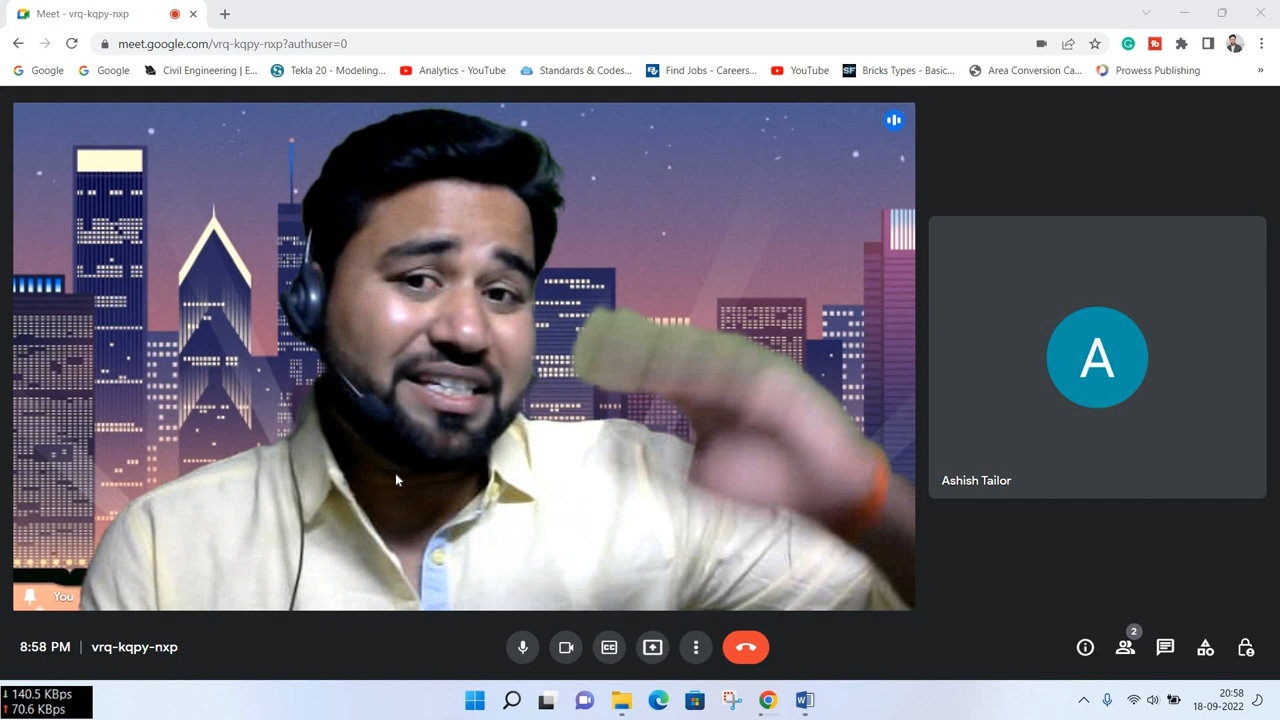 Meet - vrq-kqpy-nxp
meet.google.com/vrq-kqpy-nxp?authuser=0
Google
Google
Civil Engineering | E...
Tekla 20 - Modeling...
Analytics - YouTube
Standards & Codes...
Find Jobs - Careers...
YouTube
SF
Bricks Types - Basic...
Area Conversion Ca...
Prowess Publishing
»
A
Ashish Tailor
You
8:58 PM
vrq-kqpy-nxp
CC
2
140.5 KBps
70.6 KBps
W
20:58
18-09-2022